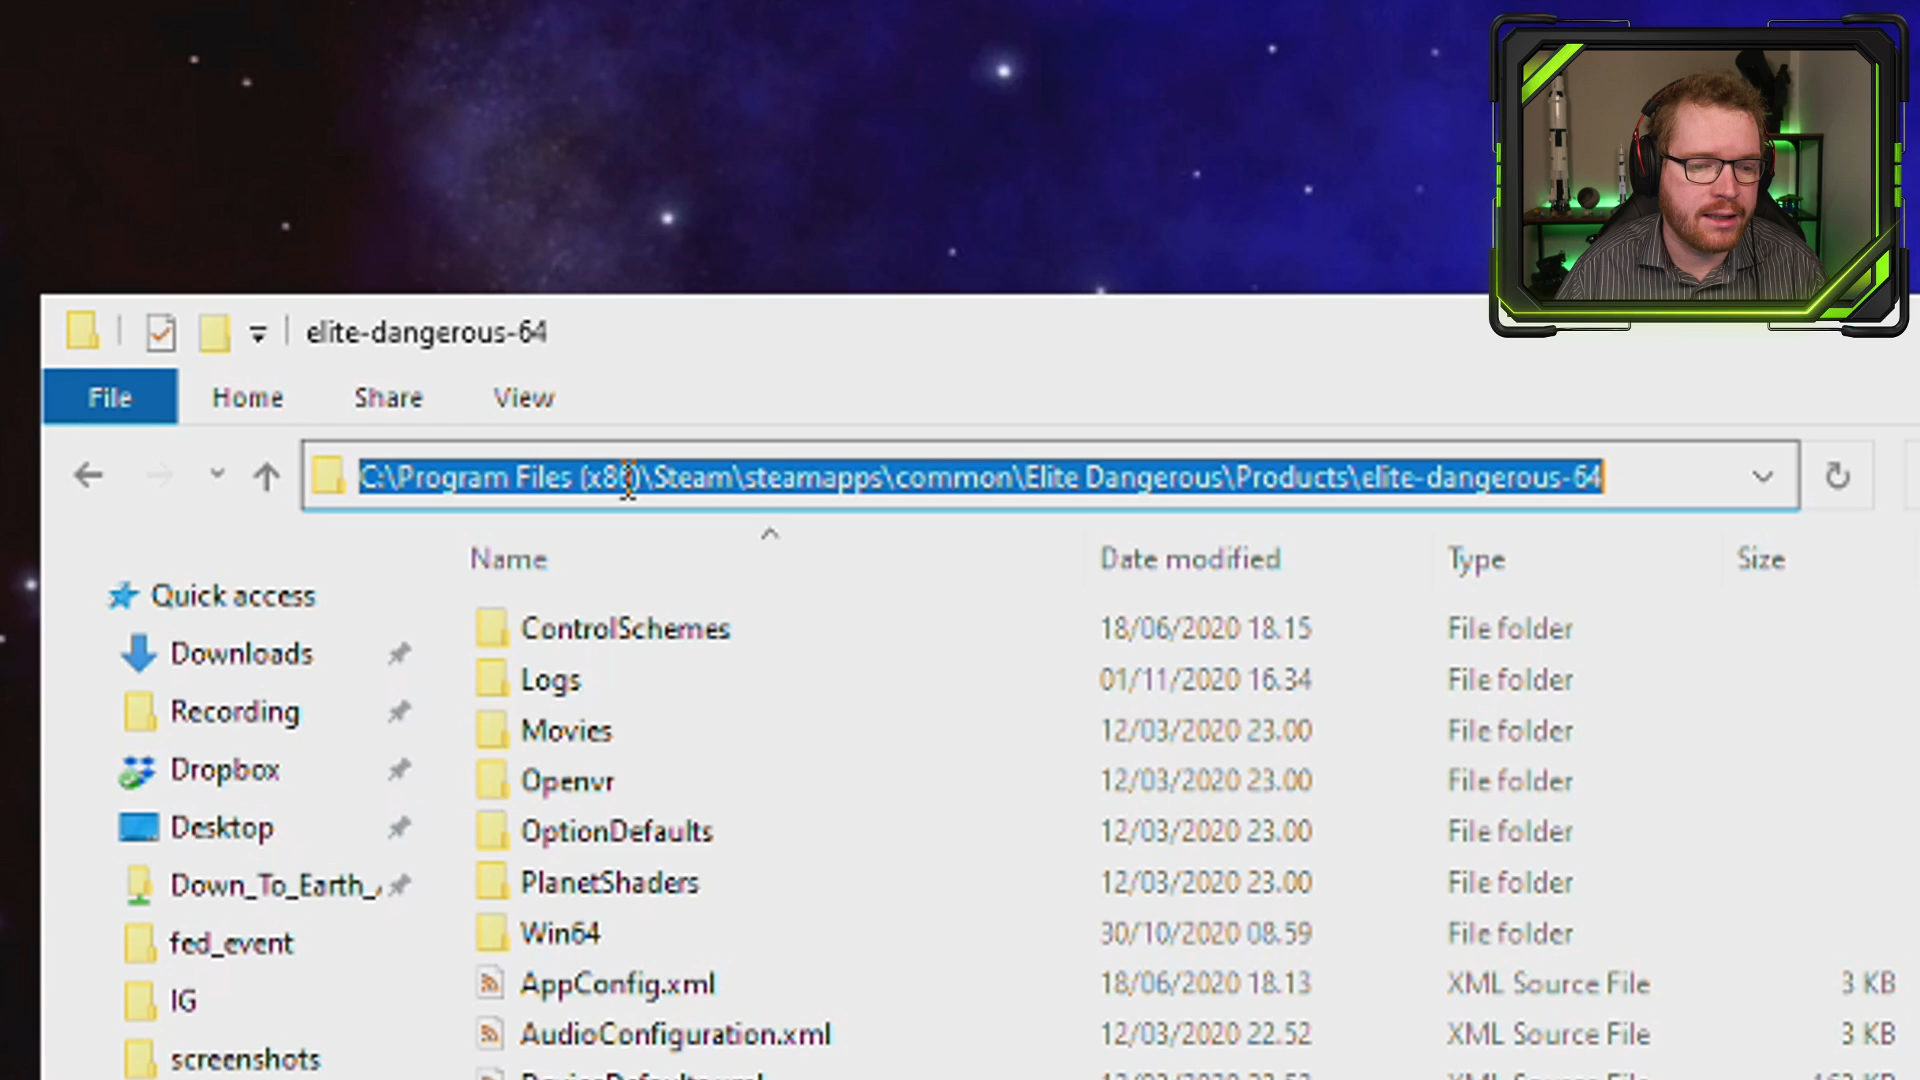 elite-dangerous-64
File Home Share View
C:\Program Files (x86)\Steam\steamapps\common\Elite Dangerous\Products\elite-dangerous-64
Name Date modified Type Size
Quick access
Downloads
Recording
Dropbox
Desktop
Down_To_Earth_
fed_event
IG
screenshots
ControlSchemes 18/06/2020 18.15 File folder
Logs 01/11/2020 16.34 File folder
Movies 12/03/2020 23.00 File folder
Openvr 12/03/2020 23.00 File folder
OptionDefaults 12/03/2020 23.00 File folder
PlanetShaders 12/03/2020 23.00 File folder
Win64 30/10/2020 08.59 File folder
AppConfig.xml 18/06/2020 18.13 XML Source File 3 KB
AudioConfiguration.xml 12/03/2020 22.52 XML Source File 3 KB